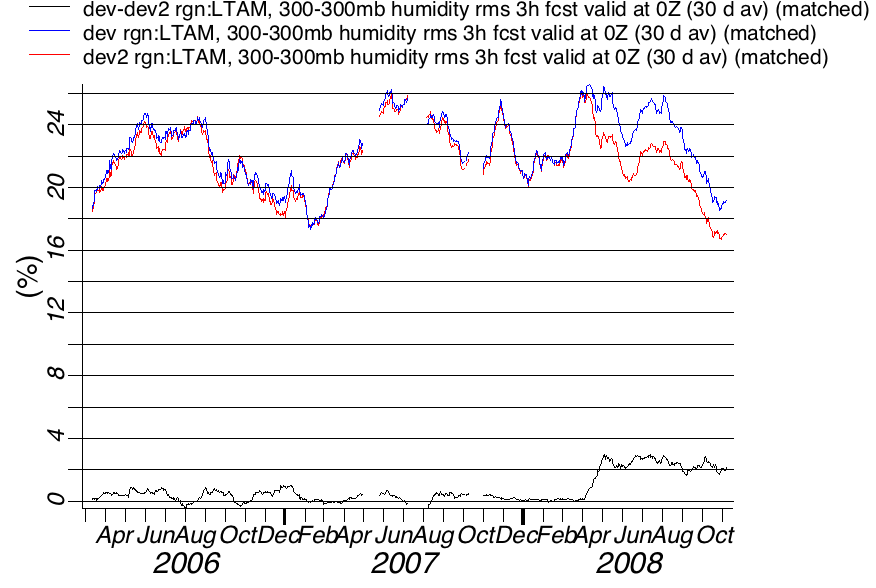 dev-dev2 rgn:LTAM, 300-300mb humidity rms 3h fcst valid at 0Z (30 d av) (matched)
dev rgn:LTAM, 300-300mb humidity rms 3h fcst valid at 0Z (30 d av) (matched)
dev2 rgn:LTAM, 300-300mb humidity rms 3h fcst valid at 0Z (30 d av) (matched)
24
20
16
(%)
12
8
4
0
Apr Jun Aug Oct Dec Feb Apr Jun Aug Oct Dec Feb Apr Jun Aug Oct
2006 2007 2008